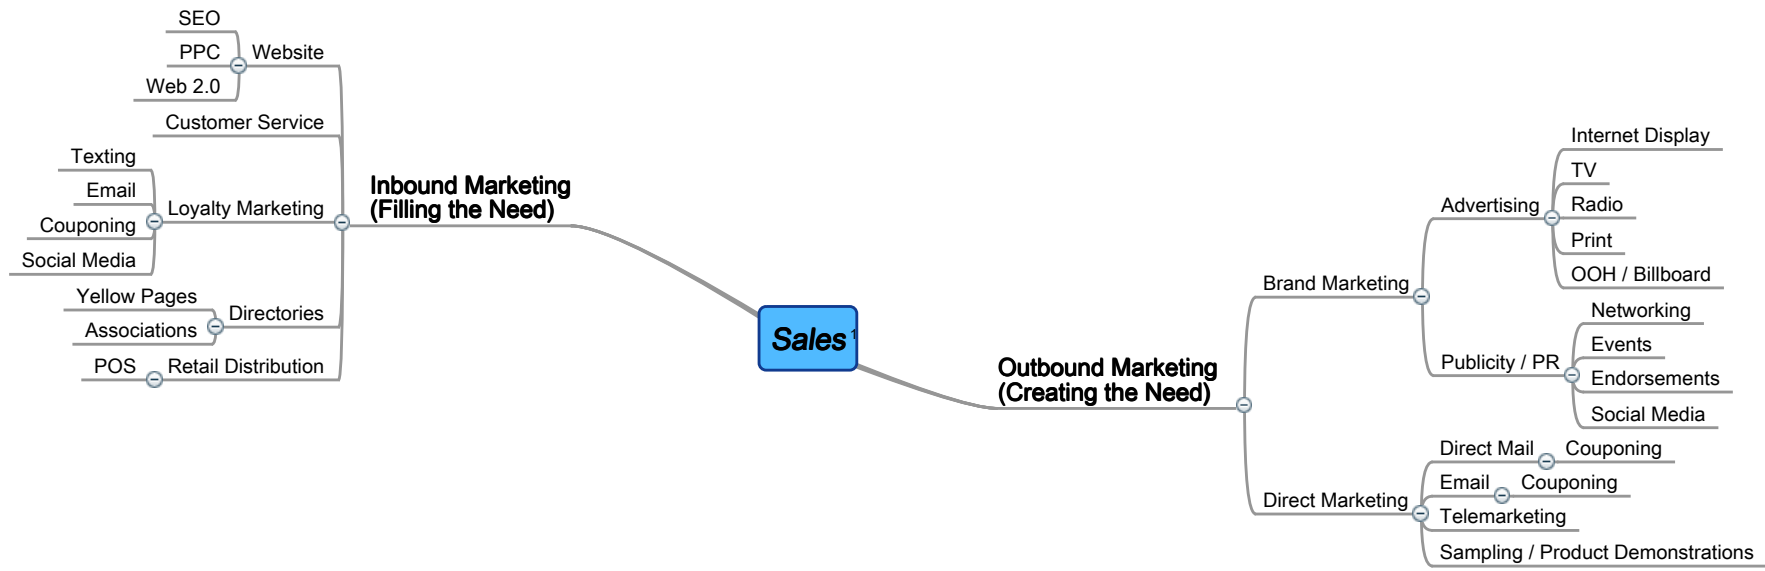 SEO
PPC
Website
Web 2.0
Customer Service
Texting
Email
Loyalty Marketing
Couponing
Social Media
Yellow Pages
Directories
Associations
POS
Retail Distribution
Inbound Marketing
(Filling the Need)
Sales 1
Outbound Marketing
(Creating the Need)
Brand Marketing
Advertising
Internet Display
TV
Radio
Print
OOH / Billboard
Publicity / PR
Networking
Events
Endorsements
Social Media
Direct Marketing
Direct Mail
Couponing
Email
Couponing
Telemarketing
Sampling / Product Demonstrations